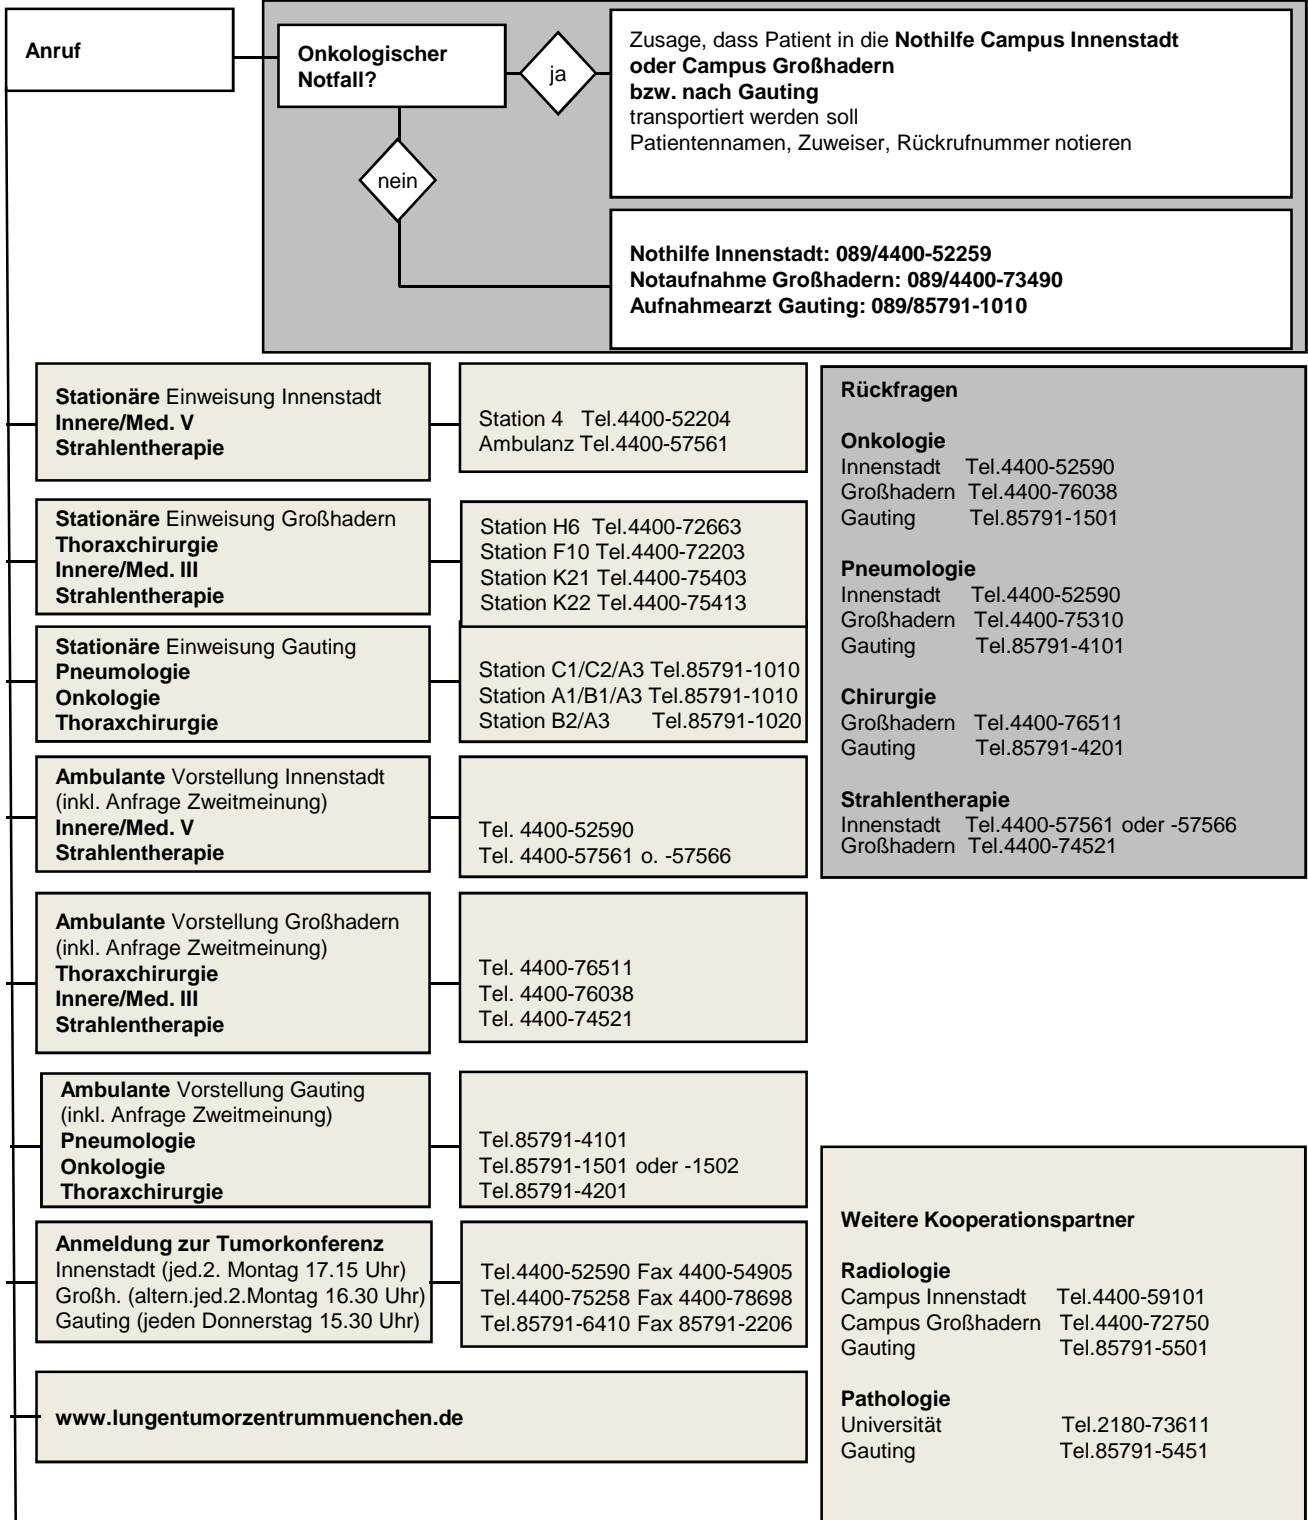 Anruf
Onkologischer
Notfall?
ja
nein
Zusage, dass Patient in die Nothilfe Campus Innenstadt
oder Campus Großhadern
bzw. nach Gauting
transportiert werden soll
Patientennamen, Zuweiser, Rückrufnummer notieren
Nothilfe Innenstadt: 089/4400-52259
Notaufnahme Großhadern: 089/4400-73490
Aufnahmearzt Gauting: 089/85791-1010
Stationäre Einweisung Innenstadt
Innere/Med. V
Strahlentherapie
Station 4 Tel.4400-52204
Ambulanz Tel.4400-57561
Stationäre Einweisung Großhadern
Thoraxchirurgie
Innere/Med. III
Strahlentherapie
Station H6 Tel.4400-72663
Station F10 Tel.4400-72203
Station K21 Tel.4400-75403
Station K22 Tel.4400-75413
Stationäre Einweisung Gauting
Pneumologie
Onkologie
Thoraxchirurgie
Station C1/C2/A3 Tel.85791-1010
Station A1/B1/A3 Tel.85791-1010
Station B2/A3 Tel.85791-1020
Ambulante Vorstellung Innenstadt
(inkl. Anfrage Zweitmeinung)
Innere/Med. V
Strahlentherapie
Tel. 4400-52590
Tel. 4400-57561 o. -57566
Ambulante Vorstellung Großhadern
(inkl. Anfrage Zweitmeinung)
Thoraxchirurgie
Innere/Med. III
Strahlentherapie
Tel. 4400-76511
Tel. 4400-76038
Tel. 4400-74521
Ambulante Vorstellung Gauting
(inkl. Anfrage Zweitmeinung)
Pneumologie
Onkologie
Thoraxchirurgie
Tel.85791-4101
Tel.85791-1501 oder -1502
Tel.85791-4201
Anmeldung zur Tumorkonferenz
Innenstadt (jed.2. Montag 17.15 Uhr)
Großh. (altern.jed.2.Montag 16.30 Uhr)
Gauting (jeden Donnerstag 15.30 Uhr)
Tel.4400-52590 Fax 4400-54905
Tel.4400-75258 Fax 4400-78698
Tel.85791-6410 Fax 85791-2206
www.lungentumorzentrummuenchen.de
Rückfragen
Onkologie
Innenstadt Tel.4400-52590
Großhadern Tel.4400-76038
Gauting Tel.85791-1501
Pneumologie
Innenstadt Tel.4400-52590
Großhadern Tel.4400-75310
Gauting Tel.85791-4101
Chirurgie
Großhadern Tel.4400-76511
Gauting Tel.85791-4201
Strahlentherapie
Innenstadt Tel.4400-57561 oder -57566
Großhadern Tel.4400-74521
Weitere Kooperationspartner
Radiologie
Campus Innenstadt Tel.4400-59101
Campus Großhadern Tel.4400-72750
Gauting Tel.85791-5501
Pathologie
Universität Tel.2180-73611
Gauting Tel.85791-5451